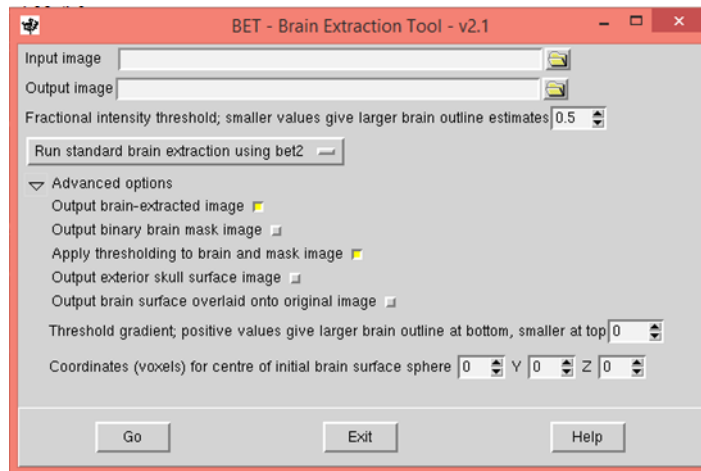 BET - Brain Extraction Tool - v2.1
Input image
Output image
Fractional intensity threshold; smaller values give larger brain outline estimates 0.5
Run standard brain extraction using bet2
Advanced options
Output brain-extracted image
Output binary brain mask image
Apply thresholding to brain and mask image
Output exterior skull surface image
Output brain surface overlaid onto original image
Threshold gradient; positive values give larger brain outline at bottom, smaller at top 0
Coordinates (voxels) for centre of initial brain surface sphere 0 Y 0 Z 0
Go Exit Help